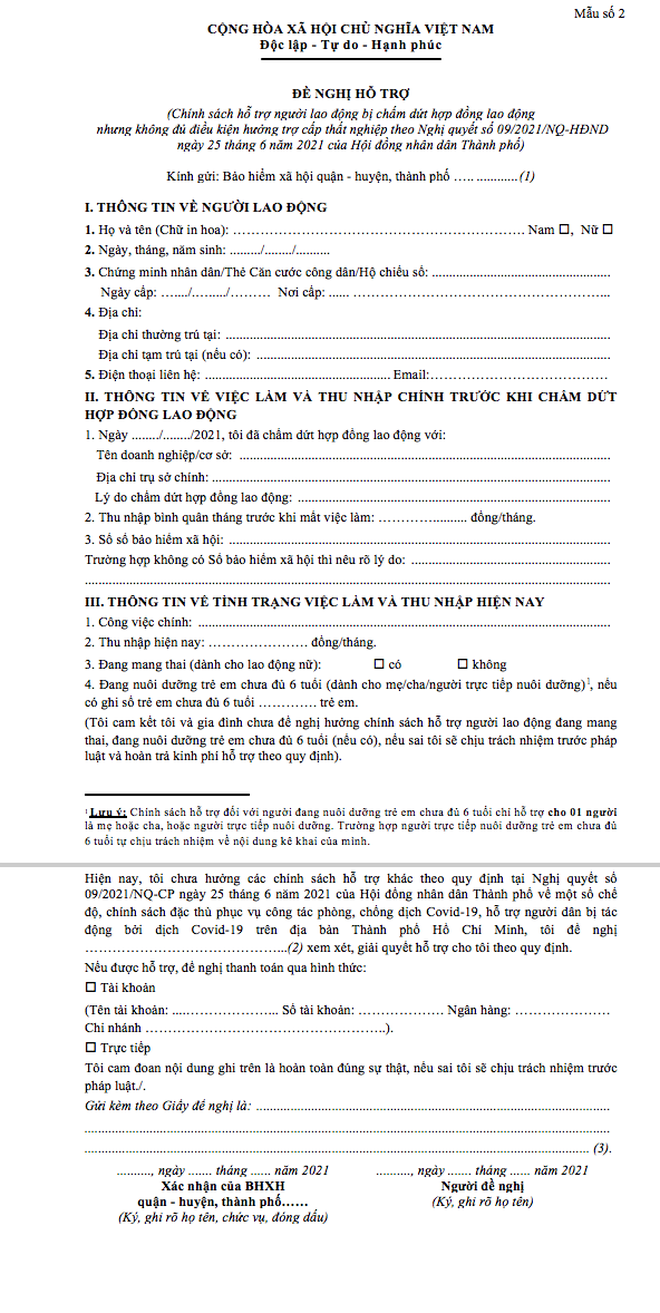 Mẫu số 2
CỘNG HÒA XÃ HỘI CHỦ NGHĨA VIỆT NAM
Độc lập - Tự do - Hạnh phúc
ĐỀ NGHỊ HỖ TRỢ
(Chính sách hỗ trợ người lao động bị chấm dứt hợp đồng lao động
nhưng không đủ điều kiện hưởng trợ cấp thất nghiệp theo Nghị quyết số 09/2021/NQ-HĐND
ngày 25 tháng 6 năm 2021 của Hội đồng nhân dân Thành phố)
Kính gửi: Bảo hiểm xã hội quận - huyện, thành phố ..... ............(1)
I. THÔNG TIN VỀ NGƯỜI LAO ĐỘNG
1. Họ và tên (Chữ in hoa): ........................................ Nam ☐, Nữ ☐
2. Ngày, tháng, năm sinh: ........./......../..........
3. Chứng minh nhân dân/Thẻ Căn cước công dân/Hộ chiếu số: ........................................
Ngày cấp: ......./........./......... Nơi cấp: ...... ........................................
4. Địa chỉ:
Địa chỉ thường trú tại: ........................................
Địa chỉ tạm trú tại (nếu có): ........................................
5. Điện thoại liên hệ: ........................................ Email:........................................
II. THÔNG TIN VỀ VIỆC LÀM VÀ THU NHẬP CHÍNH TRƯỚC KHI CHẤM DỨT
HỢP ĐỒNG LAO ĐỘNG
1. Ngày ......../......../2021, tôi đã chấm dứt hợp đồng lao động với:
Tên doanh nghiệp/cơ sở: ........................................
Địa chỉ trụ sở chính: ........................................
Lý do chấm dứt hợp đồng lao động: ........................................
2. Thu nhập bình quân tháng trước khi mất việc làm: ...................... đồng/tháng.
3. Số sổ bảo hiểm xã hội: ........................................
Trường hợp không có Sổ bảo hiểm xã hội thì nêu rõ lý do: ........................................
........................................
III. THÔNG TIN VỀ TÌNH TRẠNG VIỆC LÀM VÀ THU NHẬP HIỆN NAY
1. Công việc chính: ........................................
2. Thu nhập hiện nay: ........................ đồng/tháng.
3. Đang mang thai (dành cho lao động nữ): ☐ có ☐ không
4. Đang nuôi dưỡng trẻ em chưa đủ 6 tuổi (dành cho mẹ/cha/người trực tiếp nuôi dưỡng)¹, nếu
có ghi số trẻ em chưa đủ 6 tuổi .............. trẻ em.
(Tôi cam kết tôi và gia đình chưa đề nghị hưởng chính sách hỗ trợ người lao động đang mang
thai, đang nuôi dưỡng trẻ em chưa đủ 6 tuổi (nếu có), nếu sai tôi sẽ chịu trách nhiệm trước pháp
luật và hoàn trả kinh phí hỗ trợ theo quy định).
¹ Lưu ý: Chính sách hỗ trợ đối với người đang nuôi dưỡng trẻ em chưa đủ 6 tuổi chỉ hỗ trợ cho 01 người
là mẹ hoặc cha, hoặc người trực tiếp nuôi dưỡng. Trường hợp người trực tiếp nuôi dưỡng trẻ em chưa đủ
6 tuổi tự chịu trách nhiệm về nội dung kê khai của mình.
Hiện nay, tôi chưa hưởng các chính sách hỗ trợ khác theo quy định tại Nghị quyết số
09/2021/NQ-CP ngày 25 tháng 6 năm 2021 của Hội đồng nhân dân Thành phố về một số chế
độ, chính sách đặc thù phục vụ công tác phòng, chống dịch Covid-19, hỗ trợ người dân bị tác
động bởi dịch Covid-19 trên địa bàn Thành phố Hồ Chí Minh, tôi đề nghị
........................................(2) xem xét, giải quyết hỗ trợ cho tôi theo quy định.
Nếu được hỗ trợ, đề nghị thanh toán qua hình thức:
☐ Tài khoản
(Tên tài khoản: .......................... Số tài khoản: .................... Ngân hàng: ......................
Chi nhánh ........................................).
☐ Trực tiếp
Tôi cam đoan nội dung ghi trên là hoàn toàn đúng sự thật, nếu sai tôi sẽ chịu trách nhiệm trước
pháp luật./.
Gửi kèm theo Giấy đề nghị là: ........................................
........................................
........................................ (3).
.........., ngày ....... tháng ...... năm 2021 .........., ngày ....... tháng ...... năm 2021
Xác nhận của BHXH Người đề nghị
quận - huyện, thành phố...... (Ký, ghi rõ họ tên)
(Ký, ghi rõ họ tên, chức vụ, đóng dấu)